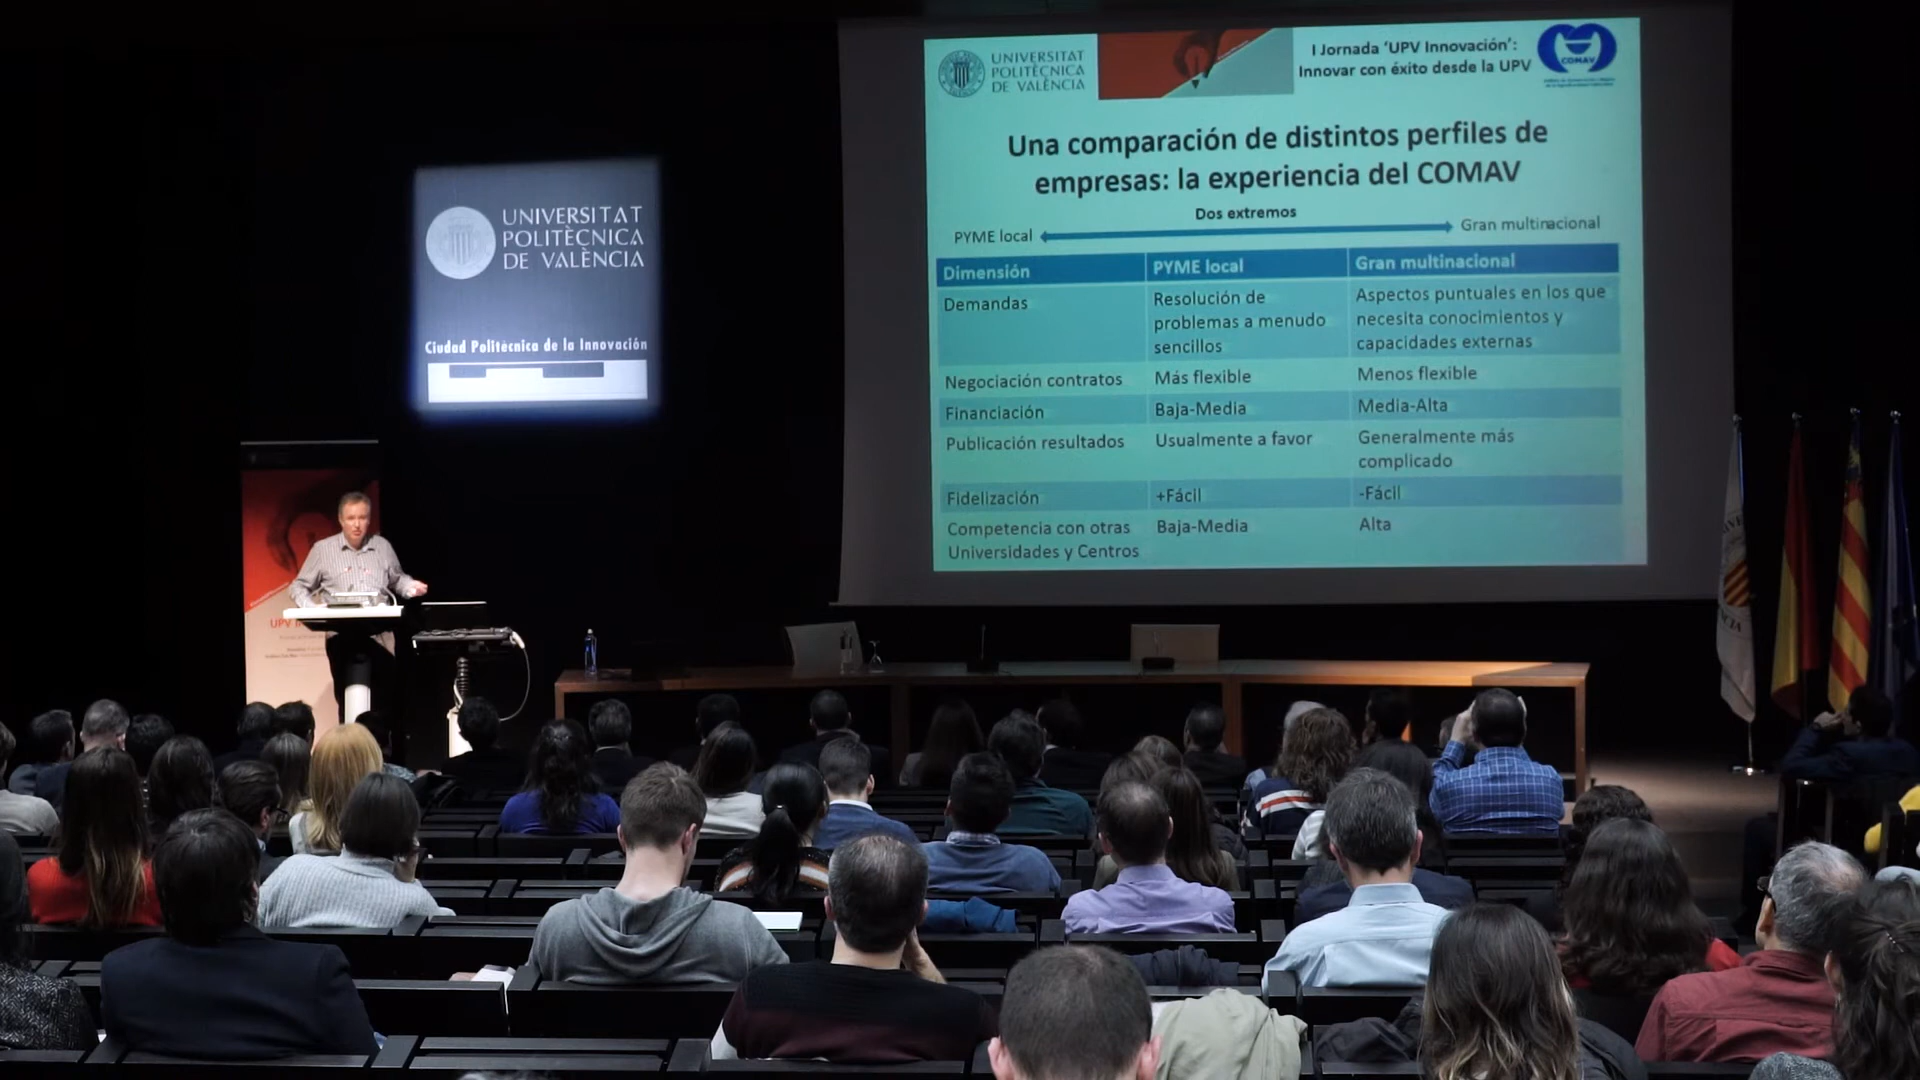 UNIVERSITAT
POLITÈCNICA
DE VALÈNCIA
I Jornada 'UPV Innovación':
Innovar con éxito desde la UPV
COMAV
Una comparación de distintos perfiles de
empresas: la experiencia del COMAV
Dos extremos
PYME local
Gran multinacional
Dimensión
PYME local
Gran multinacional
Demandas
Resolución de
problemas a menudo
sencillos
Aspectos puntuales en los que
necesita conocimientos y
capacidades externas
Negociación contratos
Más flexible
Menos flexible
Financiación
Baja-Media
Media-Alta
Publicación resultados
Usualmente a favor
Generalmente más
complicado
Fidelización
+Fácil
-Fácil
Competencia con otras
Universidades y Centros
Baja-Media
Alta
UNIVERSITAT
POLITÈCNICA
DE VALÈNCIA
Ciudad Politécnica de la Innovación
UPV